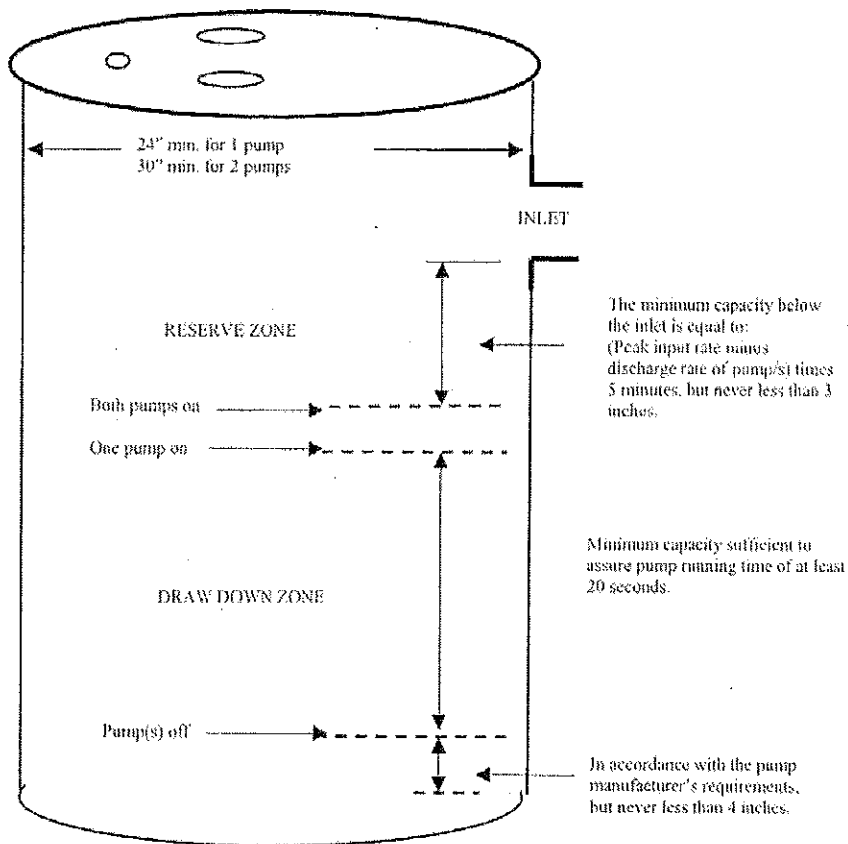 24" min. for 1 pump
30" min. for 2 pumps
INLET
RESERVE ZONE
The minimum capacity below
the inlet is equal to:
(Peak input rate minus
discharge rate of pump/s) times
5 minutes, but never less than 3
inches.
Both pumps on
One pump on
Minimum capacity sufficient to
assure pump running time of at least
20 seconds.
DRAW DOWN ZONE
Pump(s) off
In accordance with the pump
manufacturer's requirements,
but never less than 4 inches.